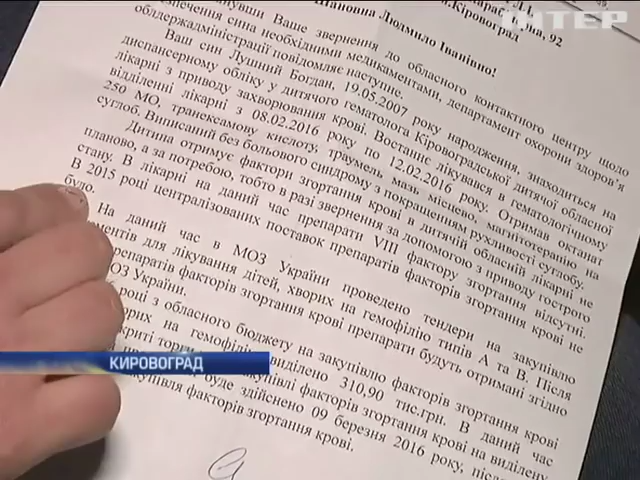 ІНТЕР
м.Кіровоград
92
Шановна Людмило Іванівно!
Ваше звернення до обласного контактного центру щодо
забезпечення сина необхідними медикаментами, департамент охорони здоров'я
облдержадміністрації повідомляє наступне.
Ваш син Лушний Богдан, 19.05.2007 року народження, знаходиться на
диспансерному обліку у дитячого гематолога Кіровоградської дитячої обласної
лікарні з приводу захворювання крові. Востаннє лікувався в гематологічному
відділенні лікарні з 08.02.2016 року по 12.02.2016 року. Отримав октанат
250 МО, транексанову кислоту, траумель мазь місцево, магнітотерапію на
суглоб. Виписаний без больового синдрому з покращенням рухливості суглобу.
Дитина отримує фактори згортання крові в дитячій обласній лікарні не
планово, а за потребою, тобто в разі звернення за допомогою з приводу гострого
стану. В лікарні на даний час препарати VIII фактору згортання відсутні.
В 2015 році централізованих поставок препаратів факторів згортання крові не
було.
На даний час в МОЗ України проведено тендери на закупівлю
ментів для лікування дітей, хворих на гемофілію типів А та В. Після
препаратів факторів згортання крові препарати будуть отримані згідно
МОЗ України.
році з обласного бюджету на закупівлю факторів згортання крові
хворих на гемофілію виділено 310,90 тис.грн. В даний час
криті торги закупівлі факторів згортання крові на виділену
буде здійснено 09 березня 2016 року, після
закупівля факторів згортання крові.
КИРОВОГРАД